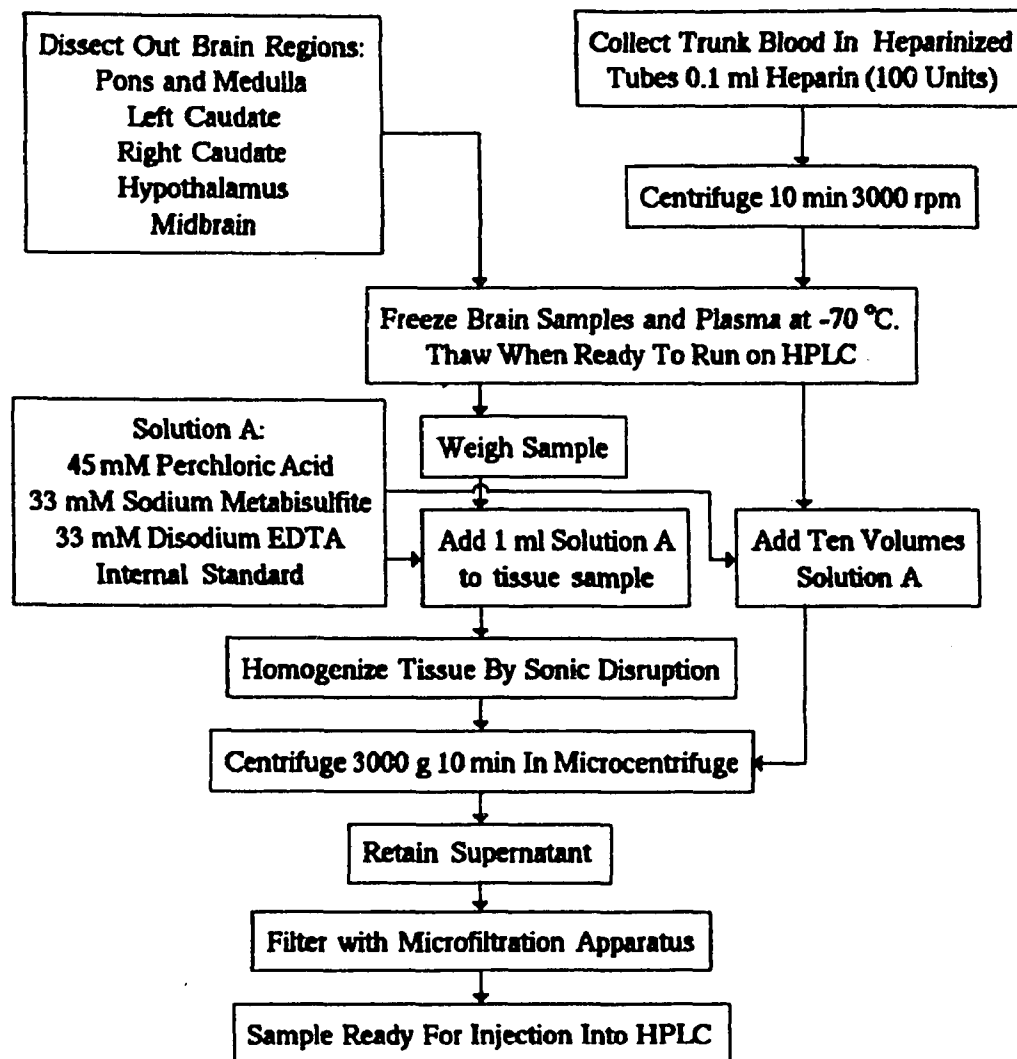 Dissect Out Brain Regions:
Pons and Medulla
Left Caudate
Right Caudate
Hypothalamus
Midbrain
Collect Trunk Blood In Heparinized
Tubes 0.1 ml Heparin (100 Units)
Centrifuge 10 min 3000 rpm
Freeze Brain Samples and Plasma at -70 °C.
Thaw When Ready To Run on HPLC
Weigh Sample
Solution A:
45 mM Perchloric Acid
33 mM Sodium Metabisulfite
33 mM Disodium EDTA
Internal Standard
Add 1 ml Solution A
to tissue sample
Add Ten Volumes
Solution A
Homogenize Tissue By Sonic Disruption
Centrifuge 3000 g 10 min In Microcentrifuge
Retain Supernatant
Filter with Microfiltration Apparatus
Sample Ready For Injection Into HPLC